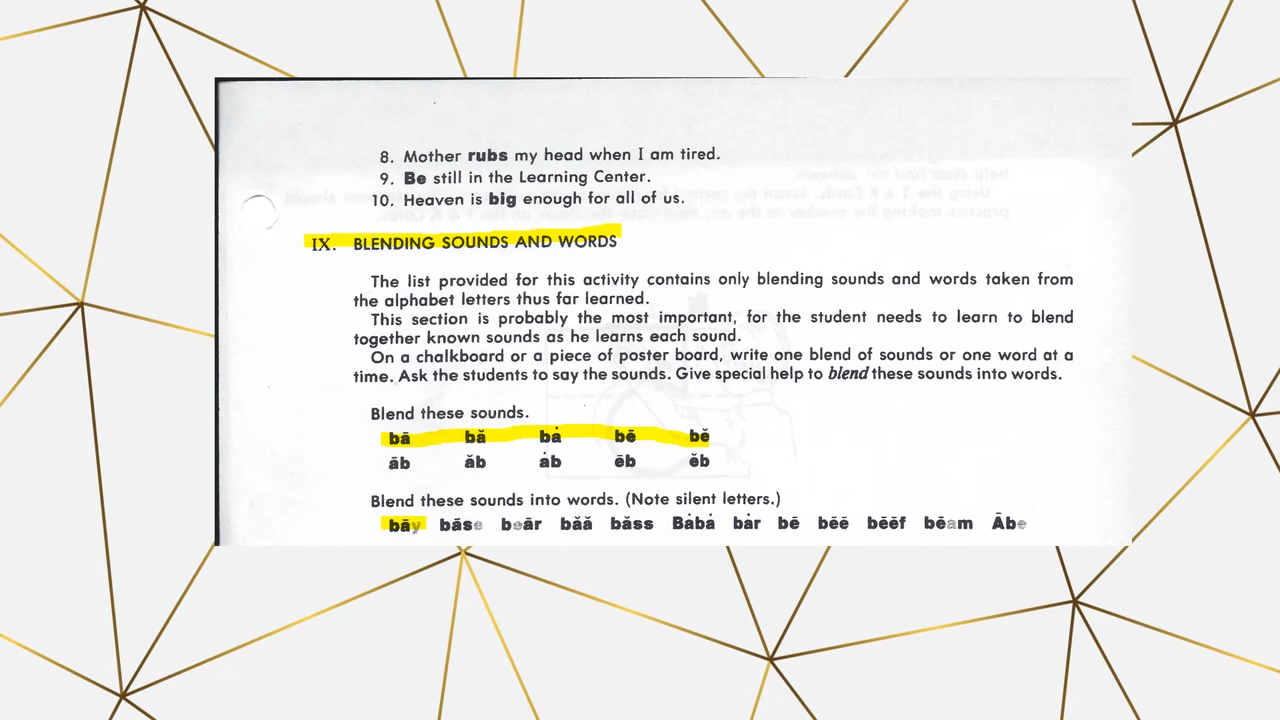 8. Mother rubs my head when I am tired.
9. Be still in the Learning Center.
10. Heaven is big enough for all of us.
IX. BLENDING SOUNDS AND WORDS
The list provided for this activity contains only blending sounds and words taken from
the alphabet letters thus far learned.
This section is probably the most important, for the student needs to learn to blend
together known sounds as he learns each sound.
On a chalkboard or a piece of poster board, write one blend of sounds or one word at a
time. Ask the students to say the sounds. Give special help to blend these sounds into words.
Blend these sounds.
bā bă bȧ bē bĕ
āb ăb ȧb ēb ĕb
Blend these sounds into words. (Note silent letters.)
bāy bāse beār băă băss Bȧbȧ bȧr bē bēē bēēf bēam Ābe